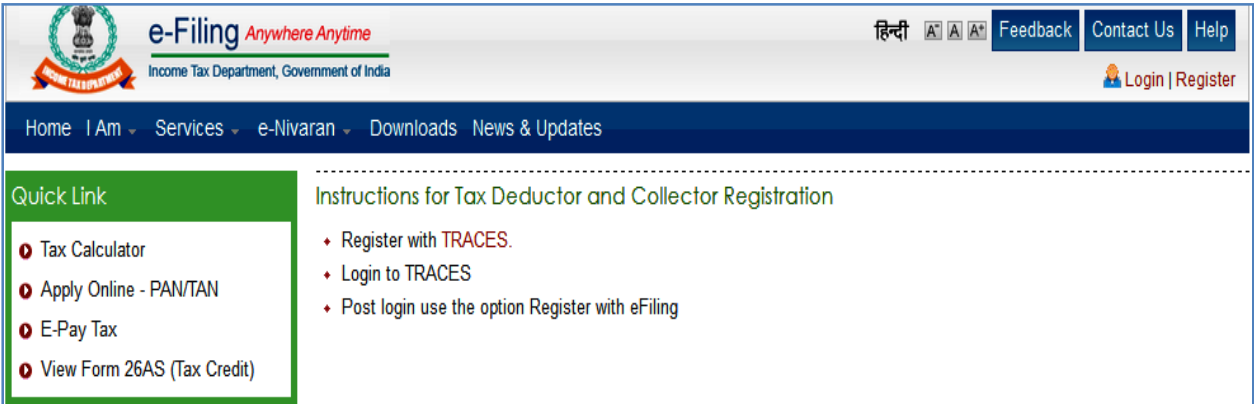 e-Filing Anywhere Anytime
Income Tax Department, Government of India
हिन्दी A- A A+ Feedback Contact Us Help
Login | Register
Home I Am Services e-Nivaran Downloads News & Updates
Quick Link
Tax Calculator
Apply Online - PAN/TAN
E-Pay Tax
View Form 26AS (Tax Credit)
Instructions for Tax Deductor and Collector Registration
Register with TRACES.
Login to TRACES
Post login use the option Register with eFiling